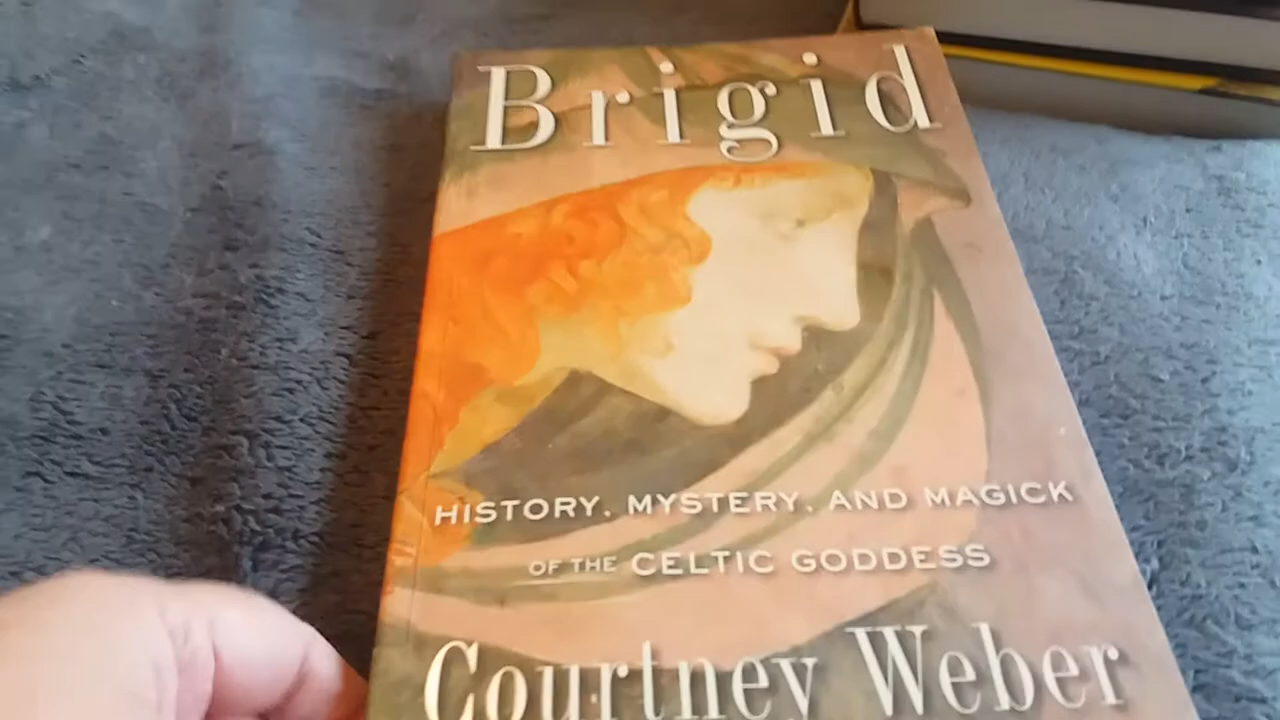 Brigid
HISTORY, MYSTERY, AND MAGICK
OF THE CELTIC GODDESS
Courtney Weber